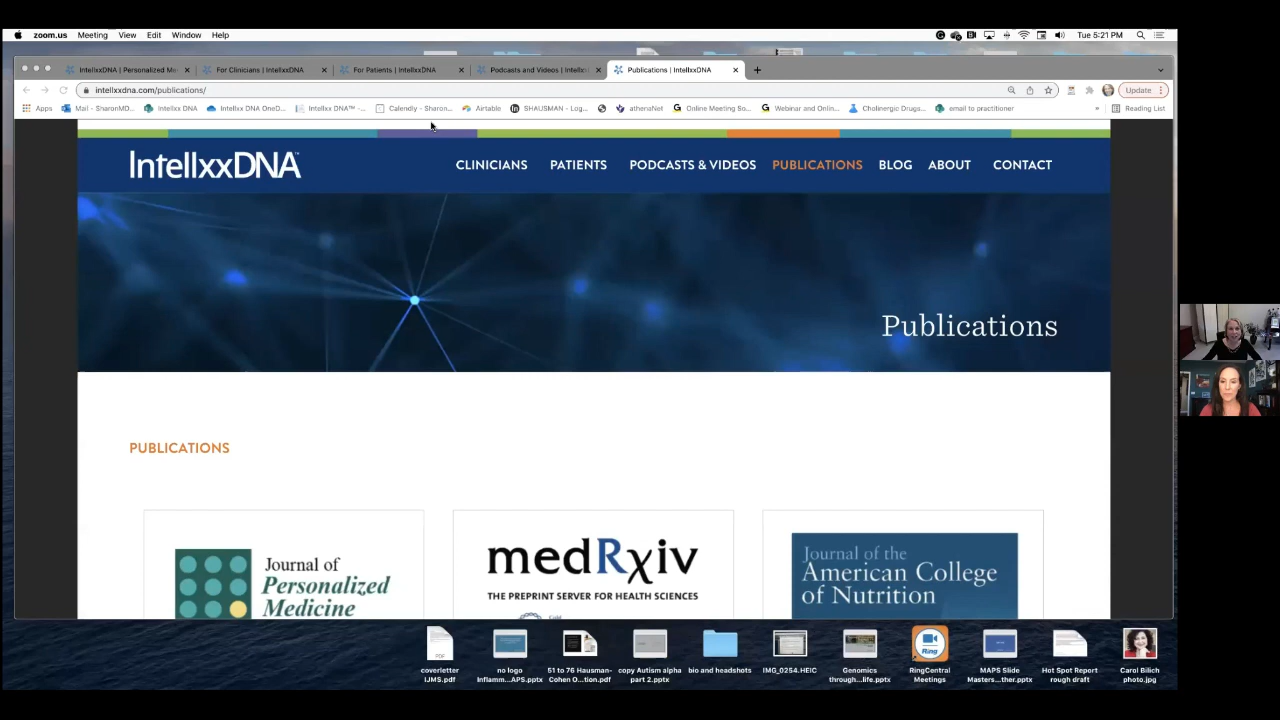 zoom.us Meeting View Edit Window Help Tue 5:21 PM
IntellxxDNA | Personalized Me
For Clinicians | IntellxxDNA
For Patients | IntellxxDNA
Podcasts and Videos | Intellx
Publications | IntellxxDNA
intellxxdna.com/publications/
Update
Apps
Mail - SharonMD...
Intellxx DNA
Intellxx DNA OneD...
Intellxx DNA™ -...
Calendly - Sharon...
Airtable
SHAUSMAN - Log...
athenaNet
Online Meeting So...
Webinar and Onlin...
Cholinergic Drugs...
email to practitioner
Reading List
IntellxxDNA™
CLINICIANS PATIENTS PODCASTS & VIDEOS PUBLICATIONS BLOG ABOUT CONTACT
Publications
PUBLICATIONS
Journal of
Personalized
Medicine
medRxiv
THE PREPRINT SERVER FOR HEALTH SCIENCES
Journal of the
American College
of Nutrition
PDF
coverletter
IJMS.pdf
no logo
Inflamm...APS.pptx
51 to 76 Hausman-
Cohen O...tion.pdf
copy Autism alpha
part 2.pptx
bio and headshots
IMG_0254.HEIC
Genomics
through...life.pptx
Ring
RingCentral
Meetings
MAPS Slide
Masters...ther.pptx
Hot Spot Report
rough draft
Carol Bilich
photo.jpg